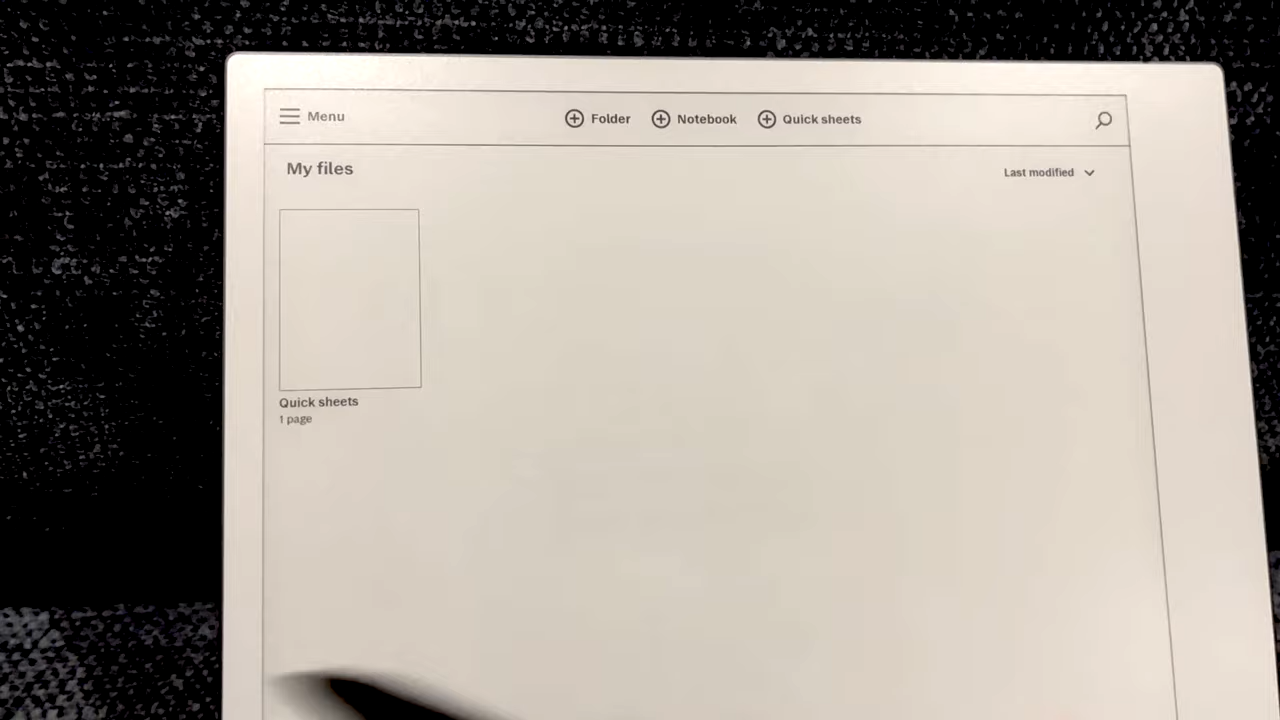 Menu
Folder
Notebook
Quick sheets
My files
Last modified
Quick sheets
1 page